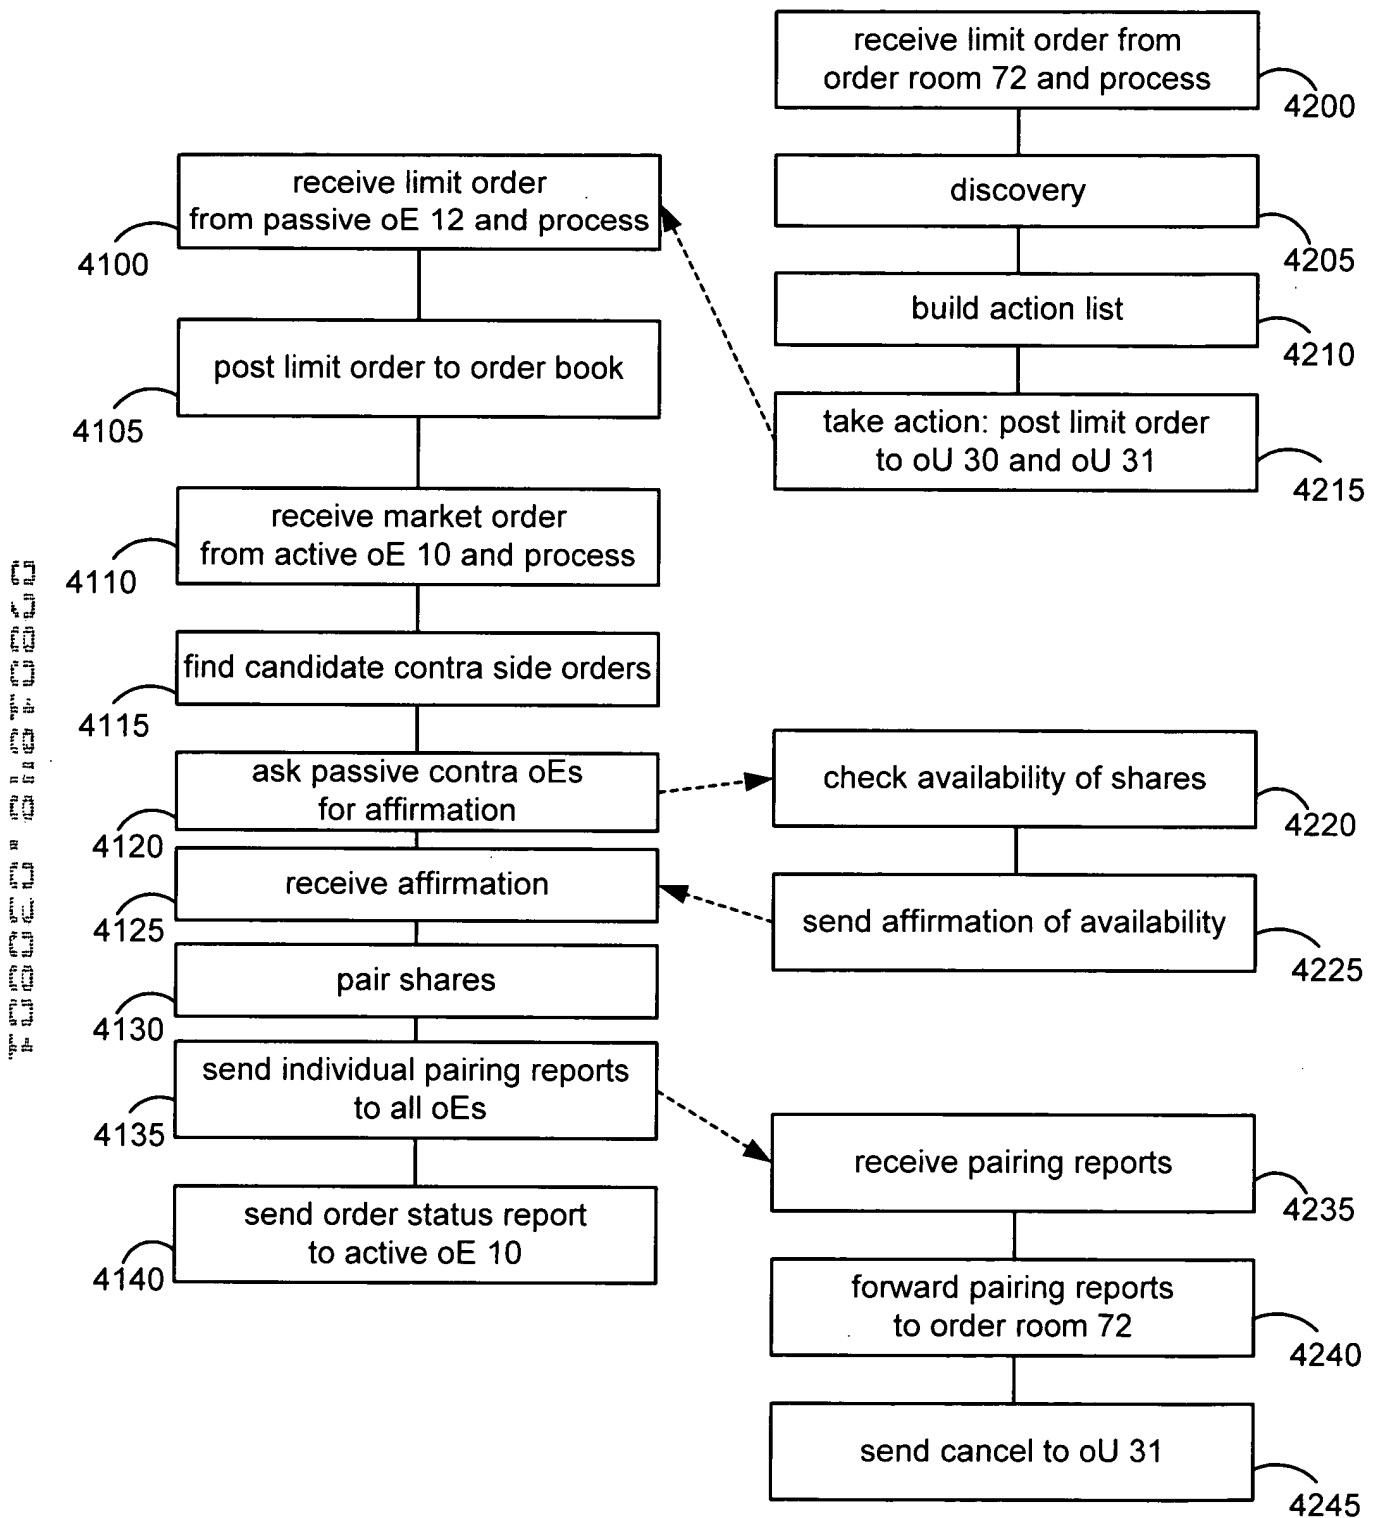 receive limit order from
order room 72 and process
4200
discovery
4205
build action list
4210
take action: post limit order
to oU 30 and oU 31
4215
receive limit order
from passive oE 12 and process
4100
post limit order to order book
4105
receive market order
from active oE 10 and process
4110
find candidate contra side orders
4115
ask passive contra oEs
for affirmation
4120
receive affirmation
4125
pair shares
4130
send individual pairing reports
to all oEs
4135
send order status report
to active oE 10
4140
check availability of shares
4220
send affirmation of availability
4225
receive pairing reports
4235
forward pairing reports
to order room 72
4240
send cancel to oU 31
4245